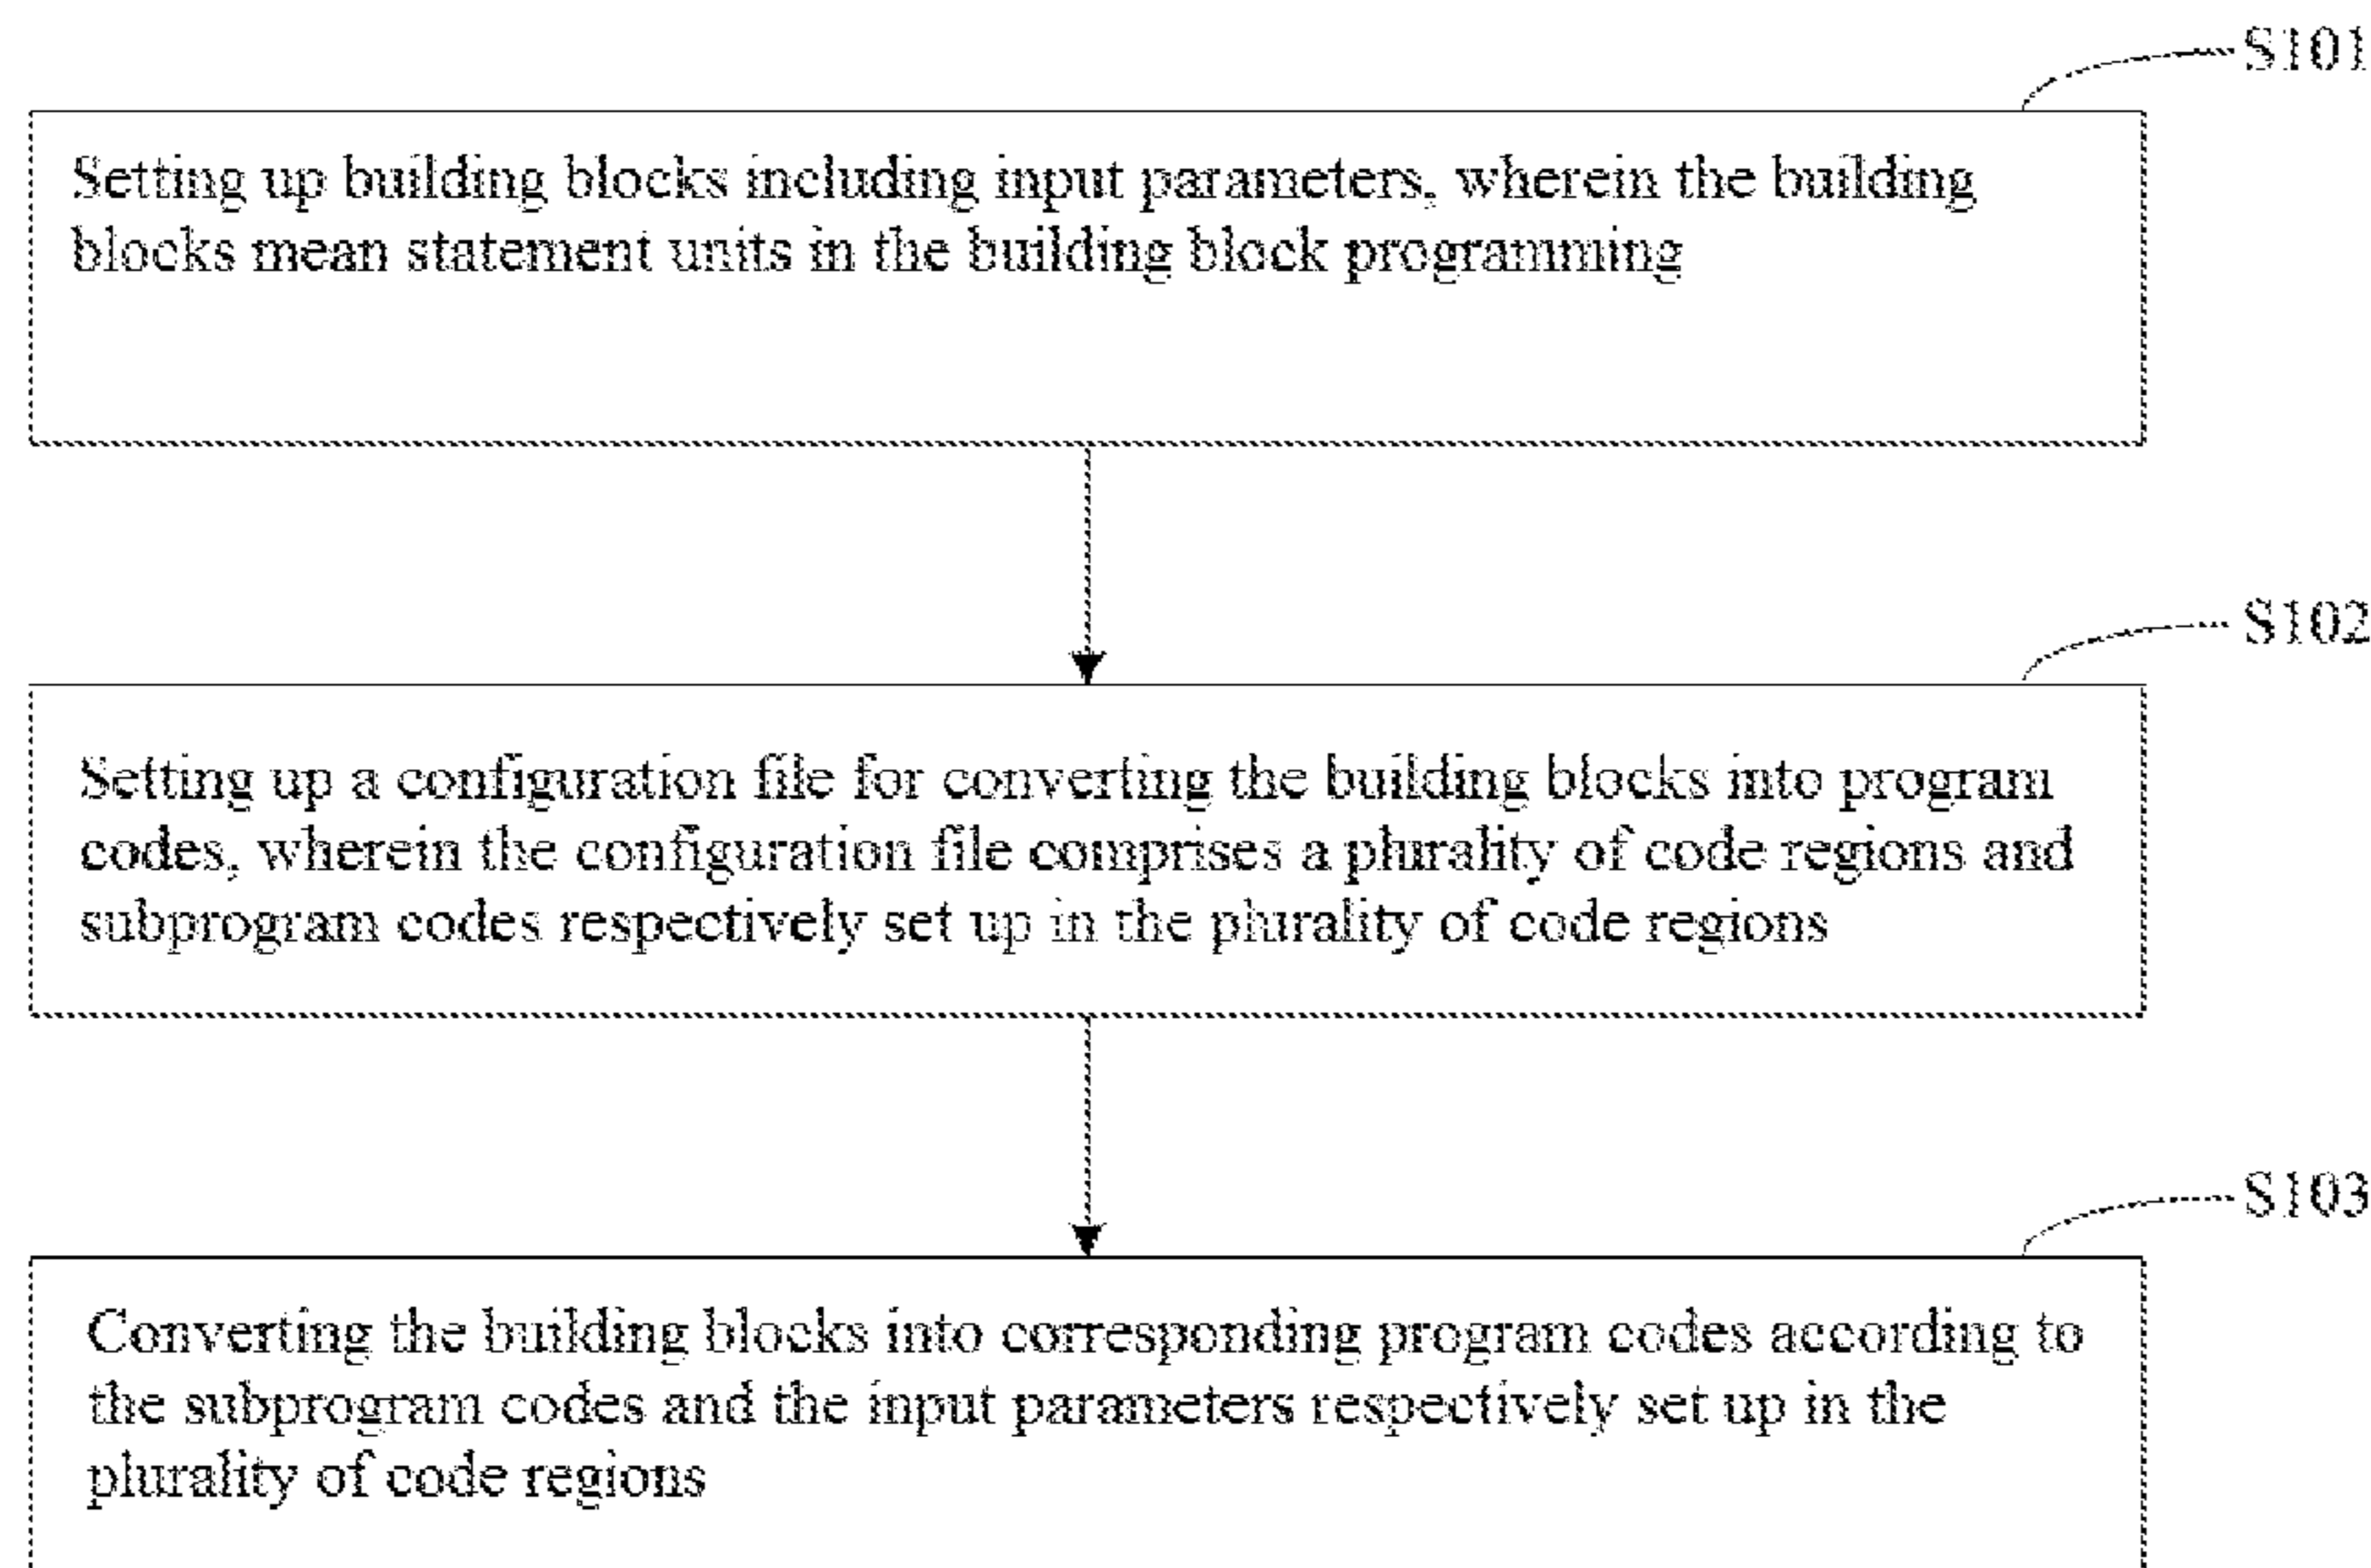 S101
Setting up building blocks including input parameters, wherein the building
blocks mean statement units in the building block programming
S102
Setting up a configuration file for converting the building blocks into program
codes, wherein the configuration file comprises a plurality of code regions and
subprogram codes respectively set up in the plurality of code regions
S103
Converting the building blocks into corresponding program codes according to
the subprogram codes and the input parameters respectively set up in the
plurality of code regions